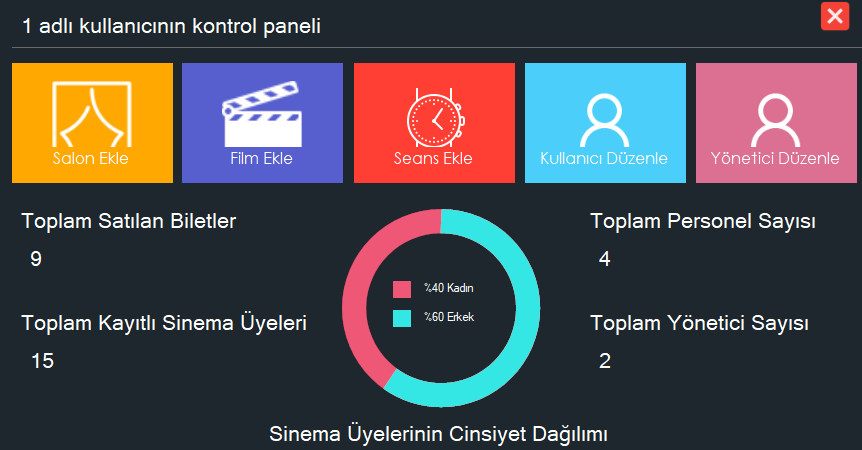 1 adlı kullanıcının kontrol paneli
Salon Ekle
Film Ekle
Seans Ekle
Kullanıcı Düzenle
Yönetici Düzenle
Toplam Satılan Biletler
9
Toplam Kayıtlı Sinema Üyeleri
15
%40 Kadın
%60 Erkek
Toplam Personel Sayısı
4
Toplam Yönetici Sayısı
2
Sinema Üyelerinin Cinsiyet Dağılımı